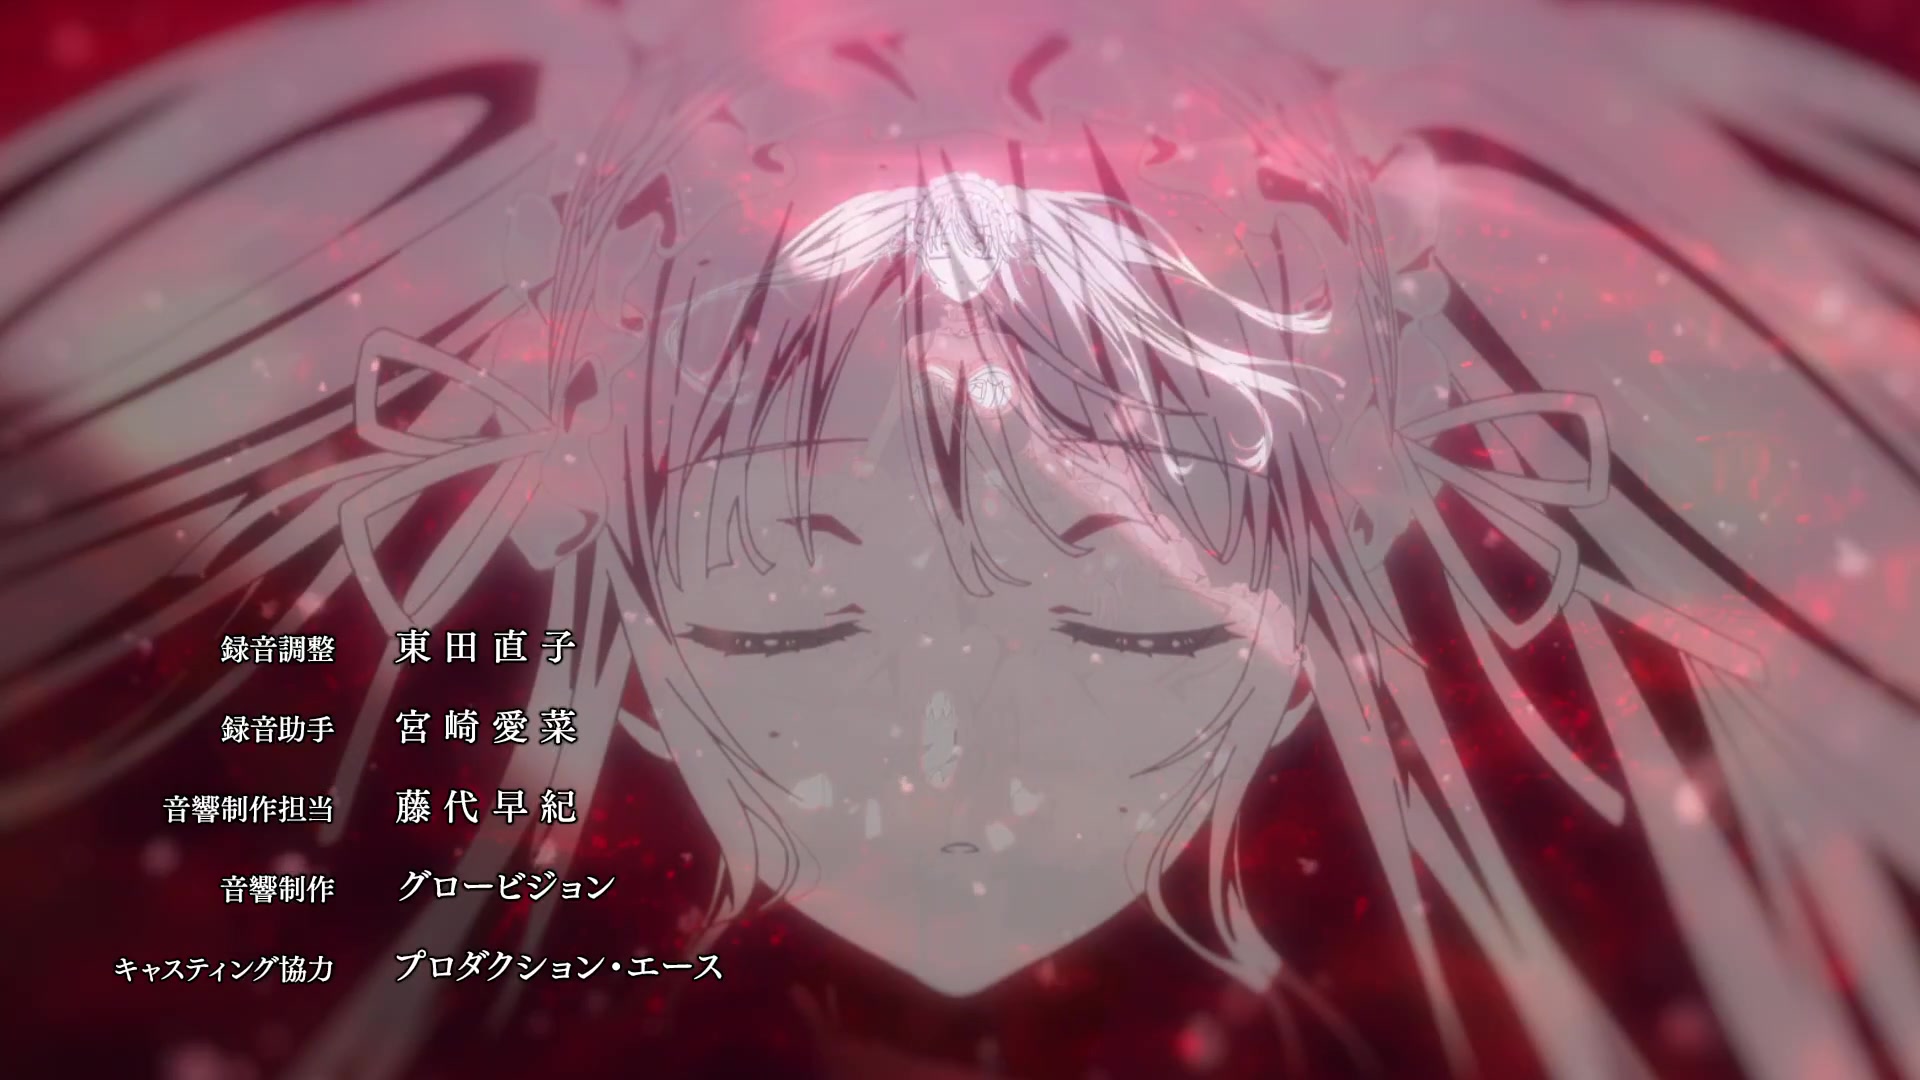 録音調整 東田直子
録音助手 宮崎愛菜
音響制作担当 藤代早紀
音響制作 グロービジョン
キャスティング協力 プロダクション・エース